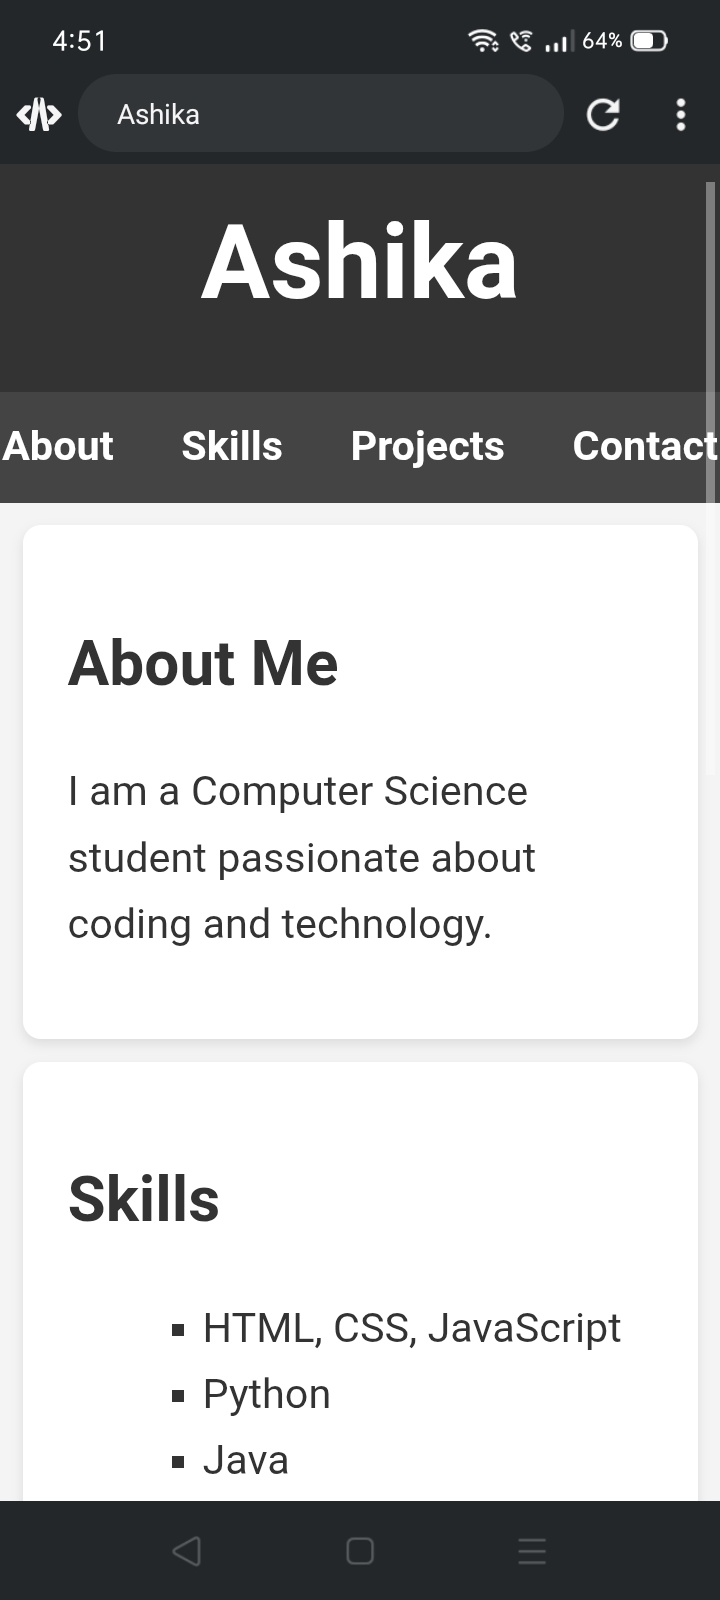 4:51 64%
Ashika
Ashika
About Skills Projects Contact
About Me
I am a Computer Science
student passionate about
coding and technology.
Skills
▪ HTML, CSS, JavaScript
▪ Python
▪ Java